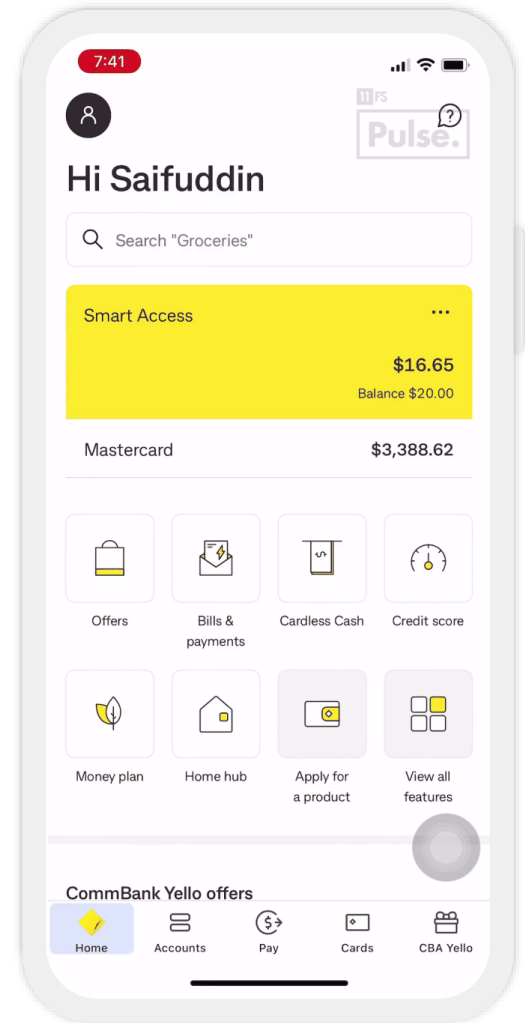 7:41
11 FS
Pulse.
Hi Saifuddin
Search "Groceries"
Smart Access
$16.65
Balance $20.00
Mastercard
$3,388.62
Offers
Bills &
payments
Cardless Cash
Credit score
Money plan
Home hub
Apply for
a product
View all
features
CommBank Yello offers
Home
Accounts
Pay
Cards
CBA Yello